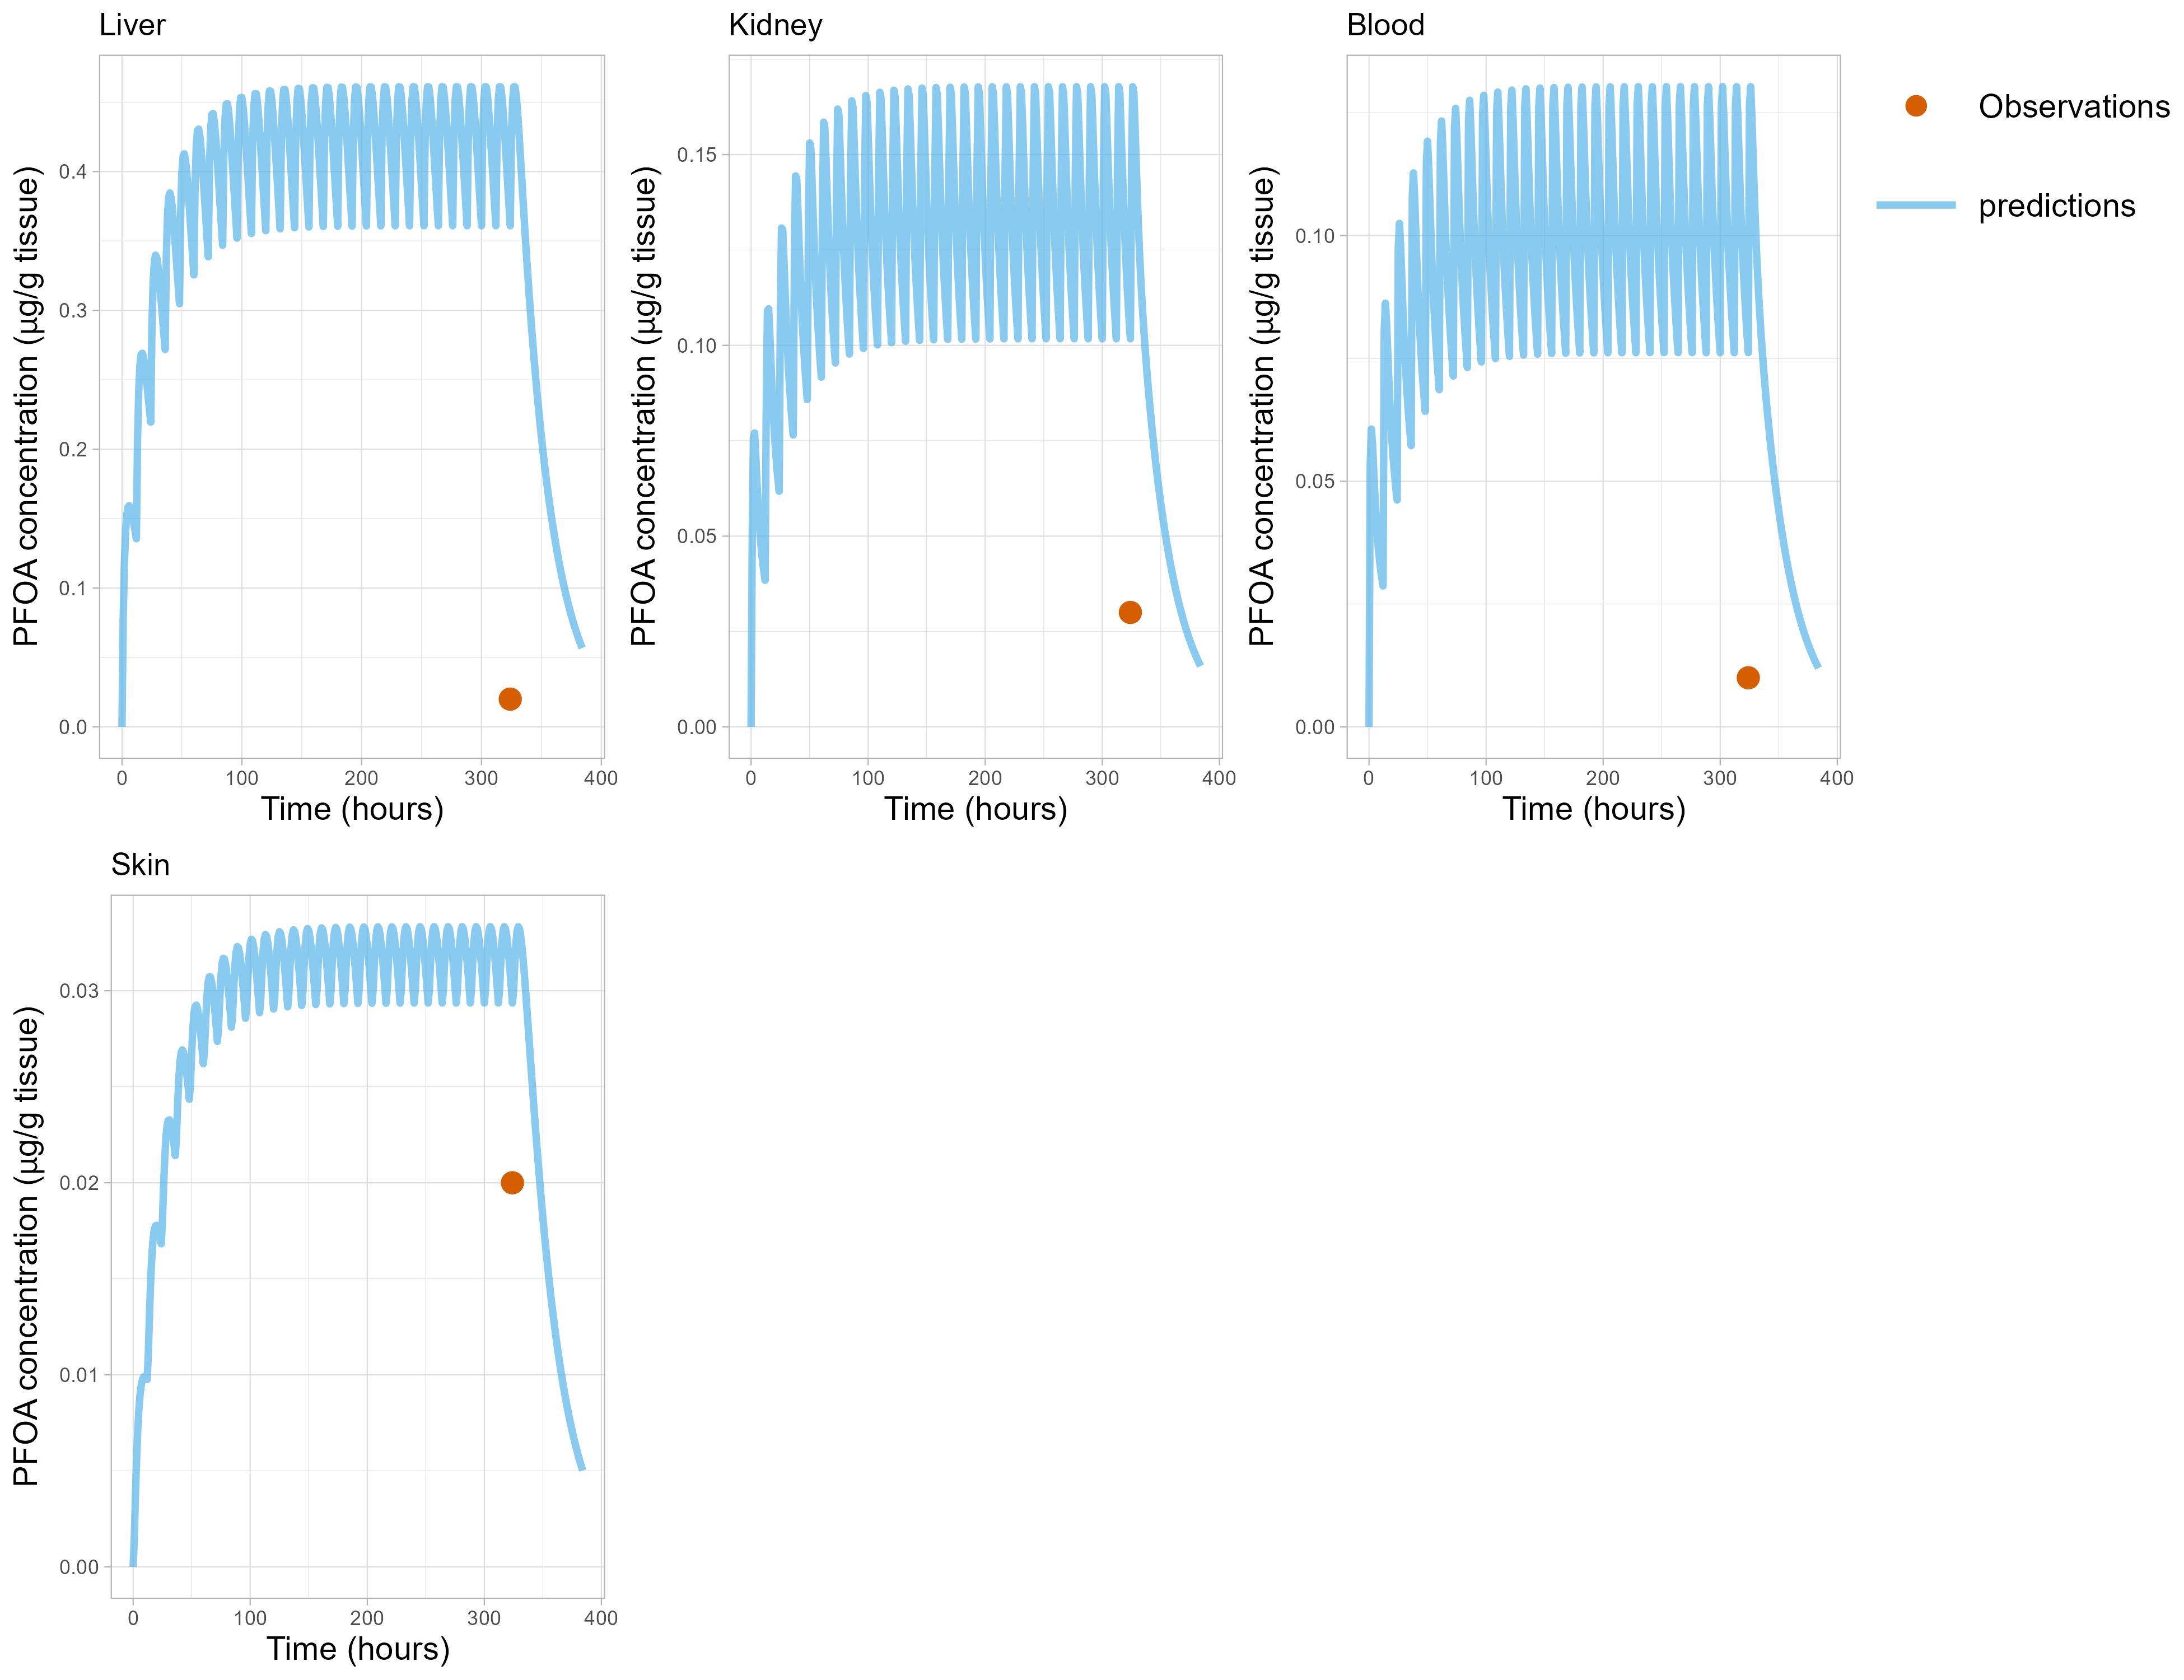 Liver
PFOA concentration (µg/g tissue)
0.4
0.3
0.2
0.1
0.0
0 100 200 300 400
Time (hours)
Kidney
PFOA concentration (µg/g tissue)
0.15
0.10
0.05
0.00
0 100 200 300 400
Time (hours)
Blood
PFOA concentration (µg/g tissue)
0.10
0.05
0.00
0 100 200 300 400
Time (hours)
Observations
predictions
Skin
PFOA concentration (µg/g tissue)
0.03
0.02
0.01
0.00
0 100 200 300 400
Time (hours)